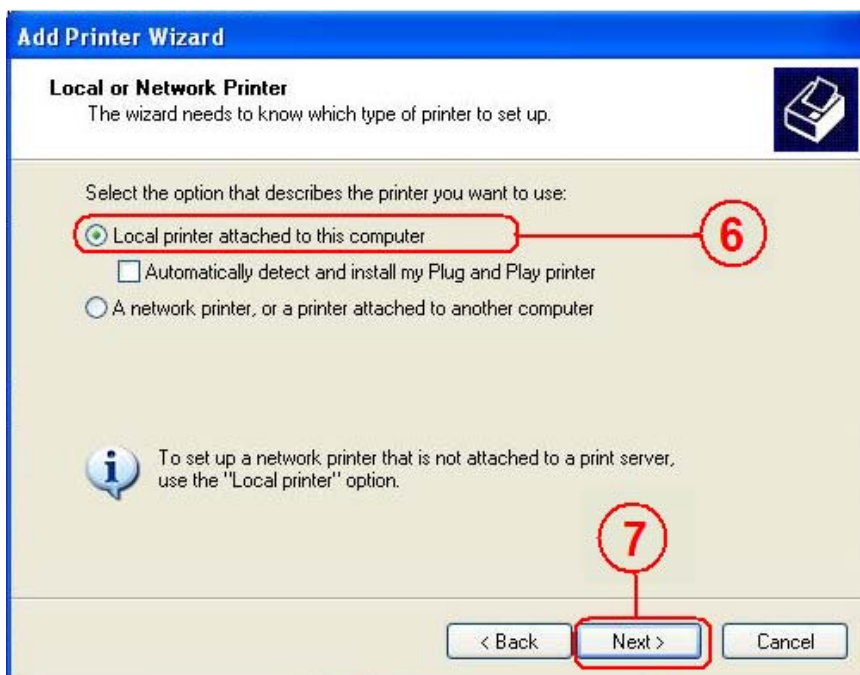 Add Printer Wizard
Local or Network Printer
The wizard needs to know which type of printer to set up.
Select the option that describes the printer you want to use:
Local printer attached to this computer
6
Automatically detect and install my Plug and Play printer
A network printer, or a printer attached to another computer
To set up a network printer that is not attached to a print server,
use the "Local printer" option.
7
< Back Next > Cancel